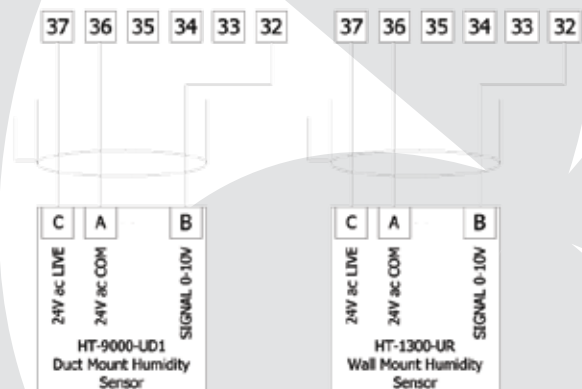 37 36 35 34 33 32
37 36 35 34 33 32
C A B
C A B
24V ac LIVE
24V ac COM
SIGNAL 0-10V
24V ac LIVE
24V ac COM
SIGNAL 0-10V
HT-9000-UD1
Duct Mount Humidity
Sensor
HT-1300-UR
Wall Mount Humidity
Sensor